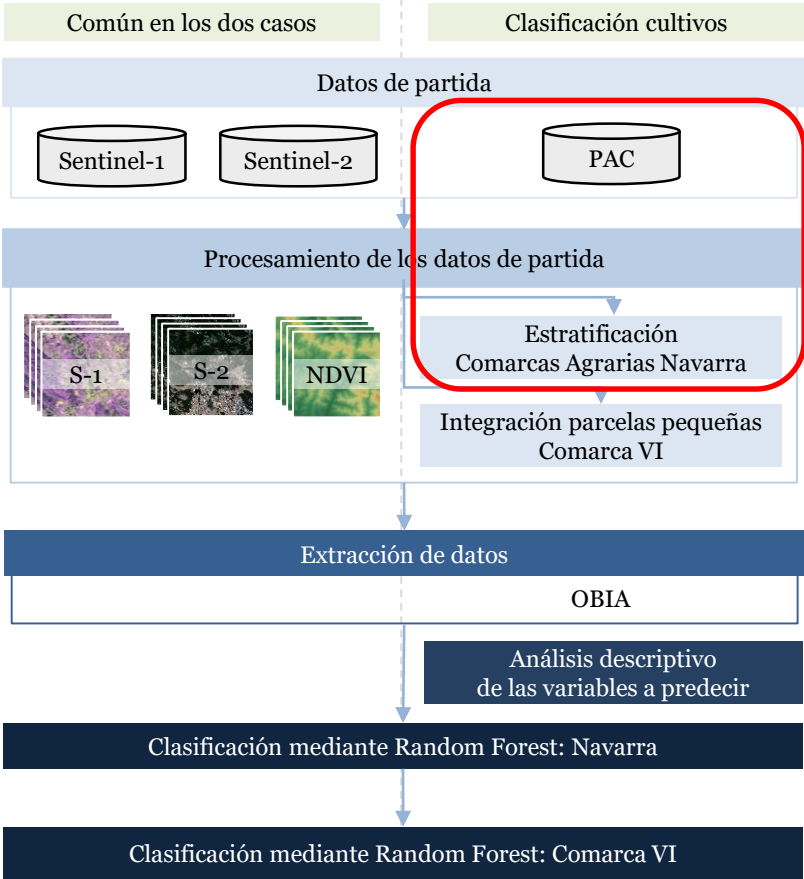 Común en los dos casos
Clasificación cultivos
Datos de partida
Sentinel-1
Sentinel-2
PAC
Procesamiento de los datos de partida
S-1
S-2
NDVI
Estratificación
Comarcas Agrarias Navarra
Integración parcelas pequeñas
Comarca VI
Extracción de datos
OBIA
Análisis descriptivo
de las variables a predecir
Clasificación mediante Random Forest: Navarra
Clasificación mediante Random Forest: Comarca VI